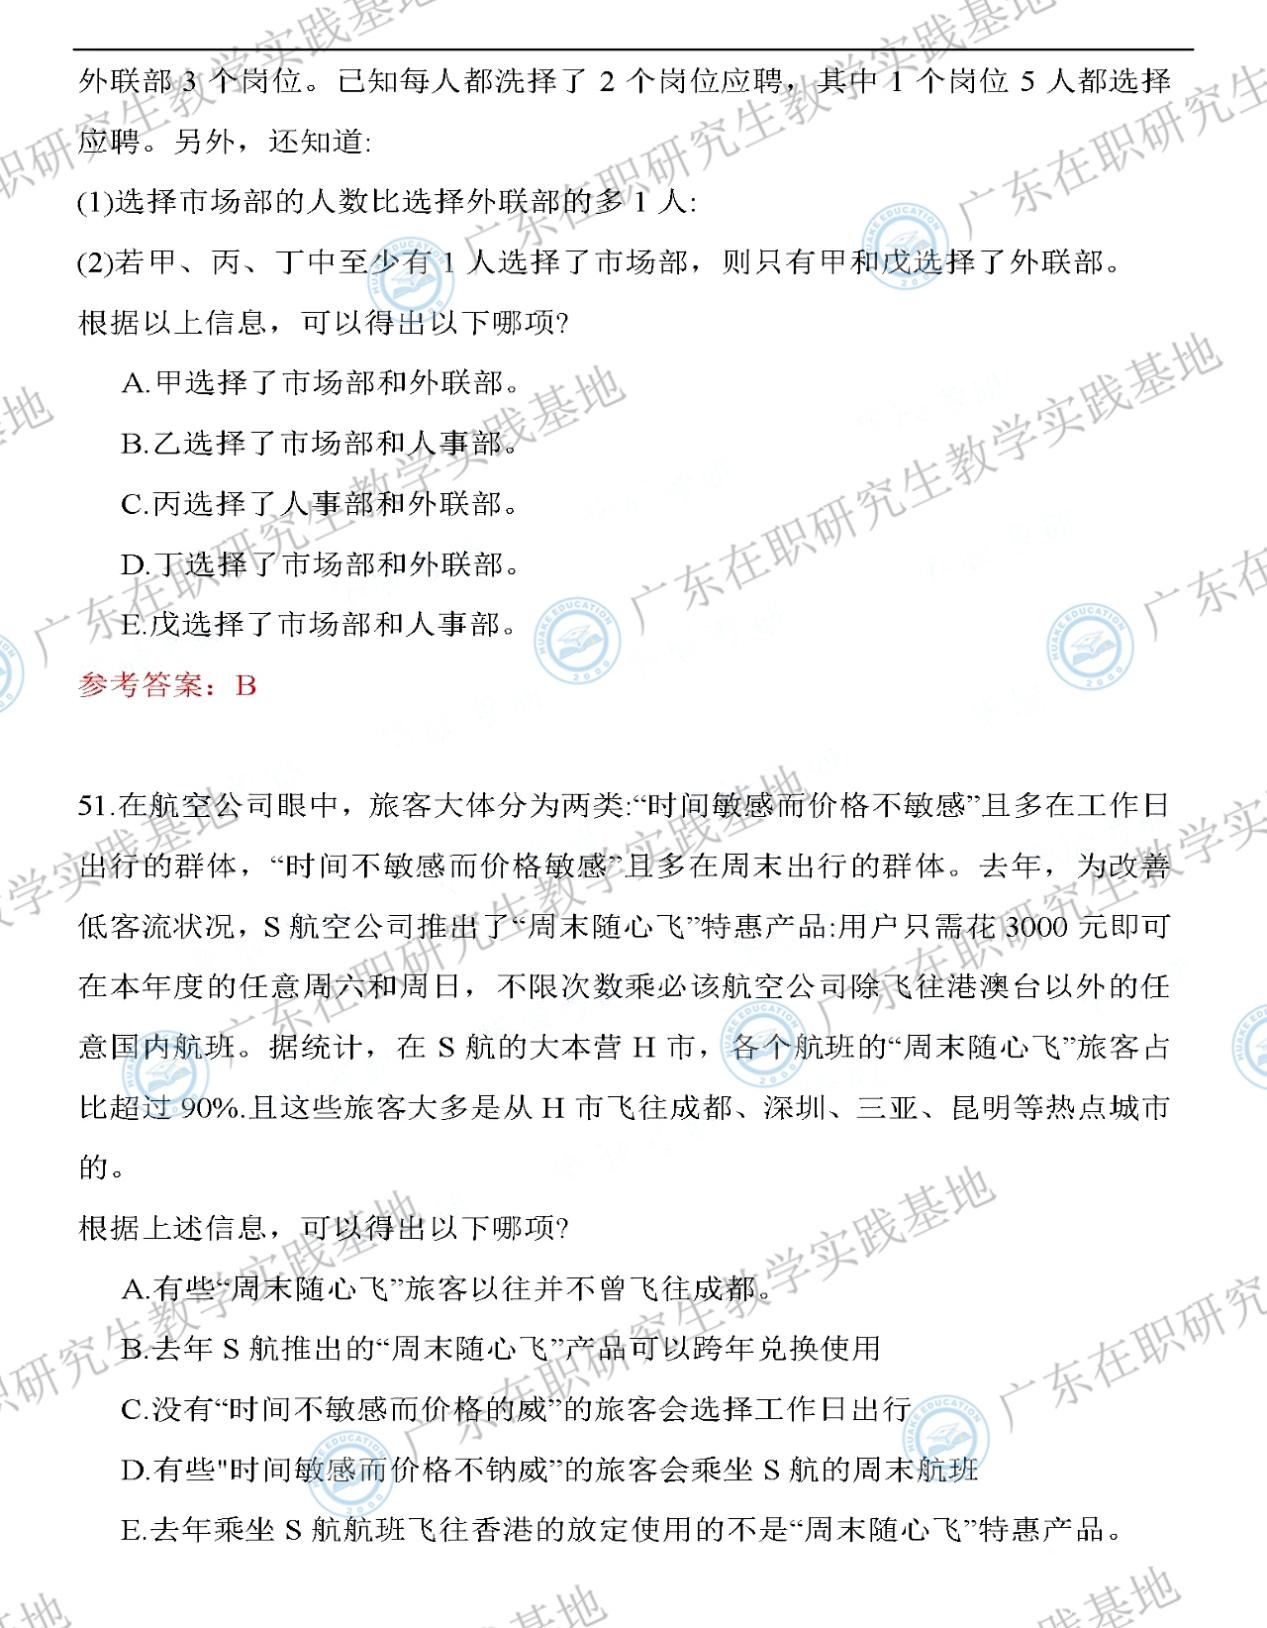 外联部 3 个岗位。已知每人都洗择了 2 个岗位应聘，其中 1 个岗位 5 人都选择
应聘。另外，还知道:
(1)选择市场部的人数比选择外联部的多 1 人:
(2)若甲、丙、丁中至少有 1 人选择了市场部，则只有甲和戊选择了外联部。
根据以上信息，可以得出以下哪项?
A.甲选择了市场部和外联部。
B.乙选择了市场部和人事部。
C.丙选择了人事部和外联部。
D.丁选择了市场部和外联部。
E.戊选择了市场部和人事部。
参考答案：B
51.在航空公司眼中，旅客大体分为两类:“时间敏感而价格不敏感”且多在工作日
出行的群体，“时间不敏感而价格敏感”且多在周末出行的群体。去年，为改善
低客流状况，S 航空公司推出了“周末随心飞”特惠产品:用户只需花 3000 元即可
在本年度的任意周六和周日，不限次数乘必该航空公司除飞往港澳台以外的任
意国内航班。据统计，在 S 航的大本营 H 市，各个航班的“周末随心飞”旅客占
比超过 90%.且这些旅客大多是从 H 市飞往成都、深圳、三亚、昆明等热点城市
的。
根据上述信息，可以得出以下哪项?
A.有些“周末随心飞”旅客以往并不曾飞往成都。
B.去年 S 航推出的“周末随心飞”产品可以跨年兑换使用
C.没有“时间不敏感而价格的威”的旅客会选择工作日出行
D.有些"时间敏感而价格不钠威”的旅客会乘坐 S 航的周末航班
E.去年乘坐 S 航航班飞往香港的放定使用的不是“周末随心飞”特惠产品。
广东在职研究生教学实践基地
HUAKE EDUCATION
2000